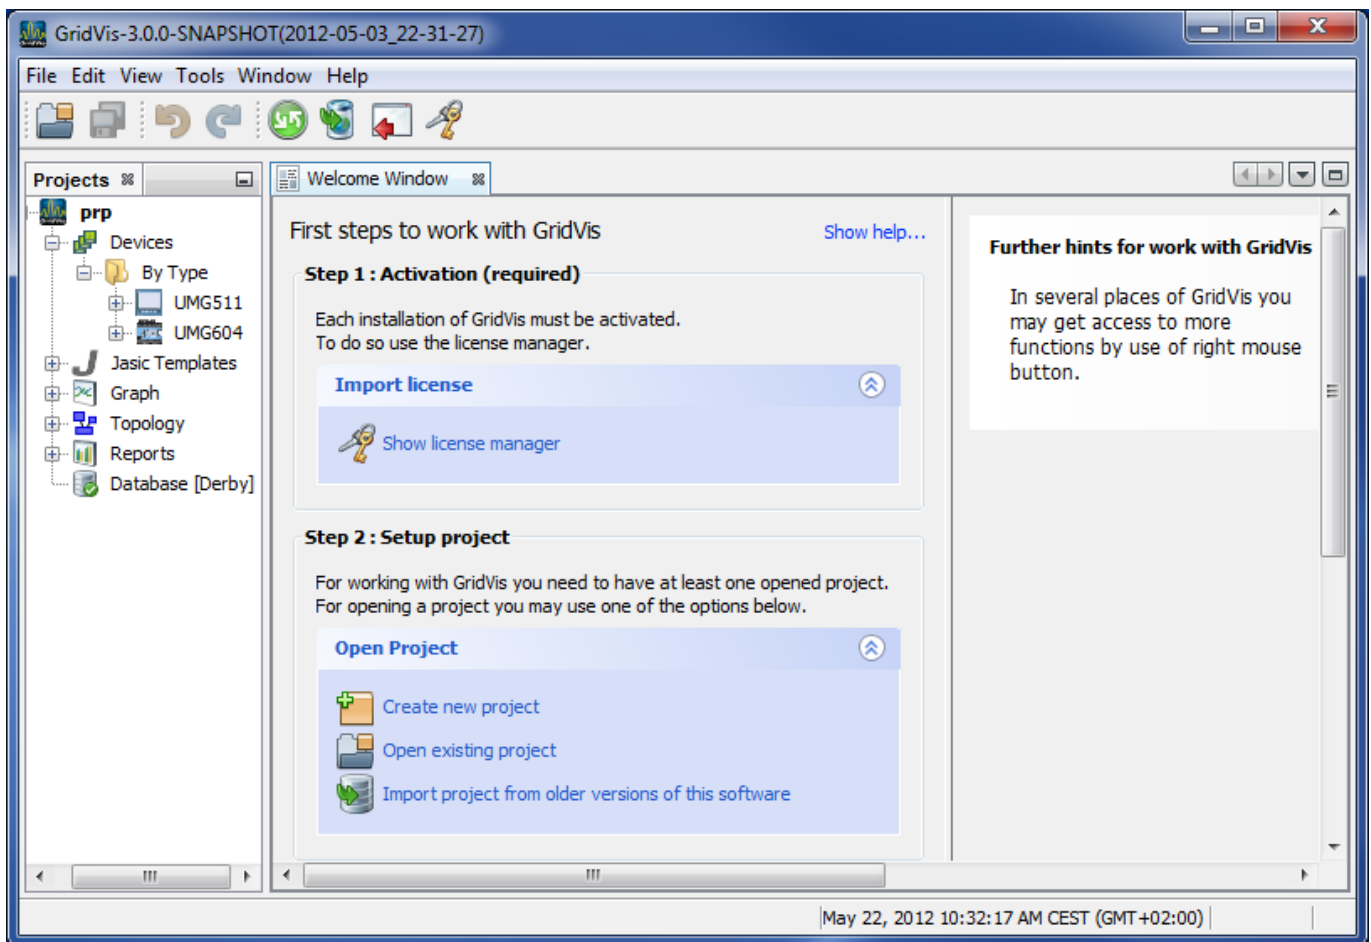 GridVis-3.0.0-SNAPSHOT(2012-05-03_22-31-27)
File Edit View Tools Window Help
Projects
Welcome Window
prp
Devices
By Type
UMG511
UMG604
Jasic Templates
Graph
Topology
Reports
Database [Derby]
First steps to work with GridVis
Show help...
Step 1 : Activation (required)
Each installation of GridVis must be activated.
To do so use the license manager.
Import license
Show license manager
Step 2 : Setup project
For working with GridVis you need to have at least one opened project.
For opening a project you may use one of the options below.
Open Project
Create new project
Open existing project
Import project from older versions of this software
Further hints for work with GridVis
In several places of GridVis you
may get access to more
functions by use of right mouse
button.
May 22, 2012 10:32:17 AM CEST (GMT+02:00)